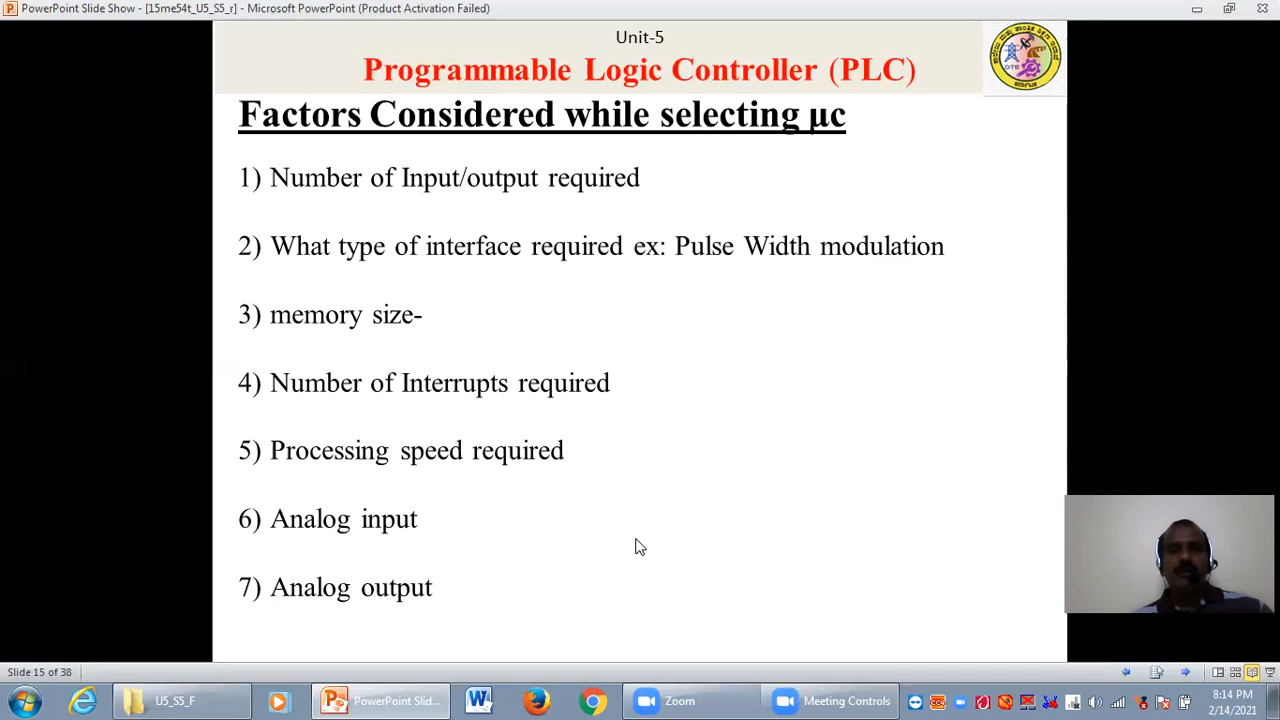 PowerPoint Slide Show - [15me54t_U5_S5_r] - Microsoft PowerPoint (Product Activation Failed)
Unit-5
Programmable Logic Controller (PLC)
DTE
Factors Considered while selecting µc
1) Number of Input/output required
2) What type of interface required ex: Pulse Width modulation
3) memory size-
4) Number of Interrupts required
5) Processing speed required
6) Analog input
7) Analog output
Slide 15 of 38
U5_S5_F
PowerPoint Slid...
Zoom
Meeting Controls
8:14 PM
2/14/2021